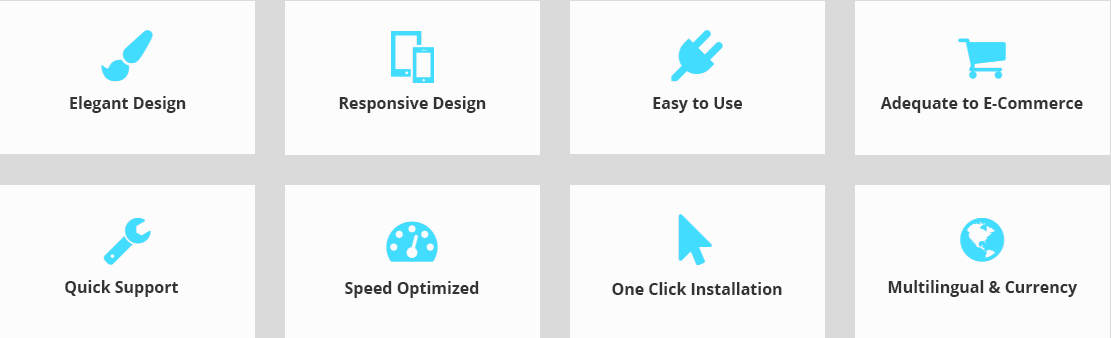 Elegant Design
Responsive Design
Easy to Use
Adequate to E-Commerce
Quick Support
Speed Optimized
One Click Installation
Multilingual & Currency